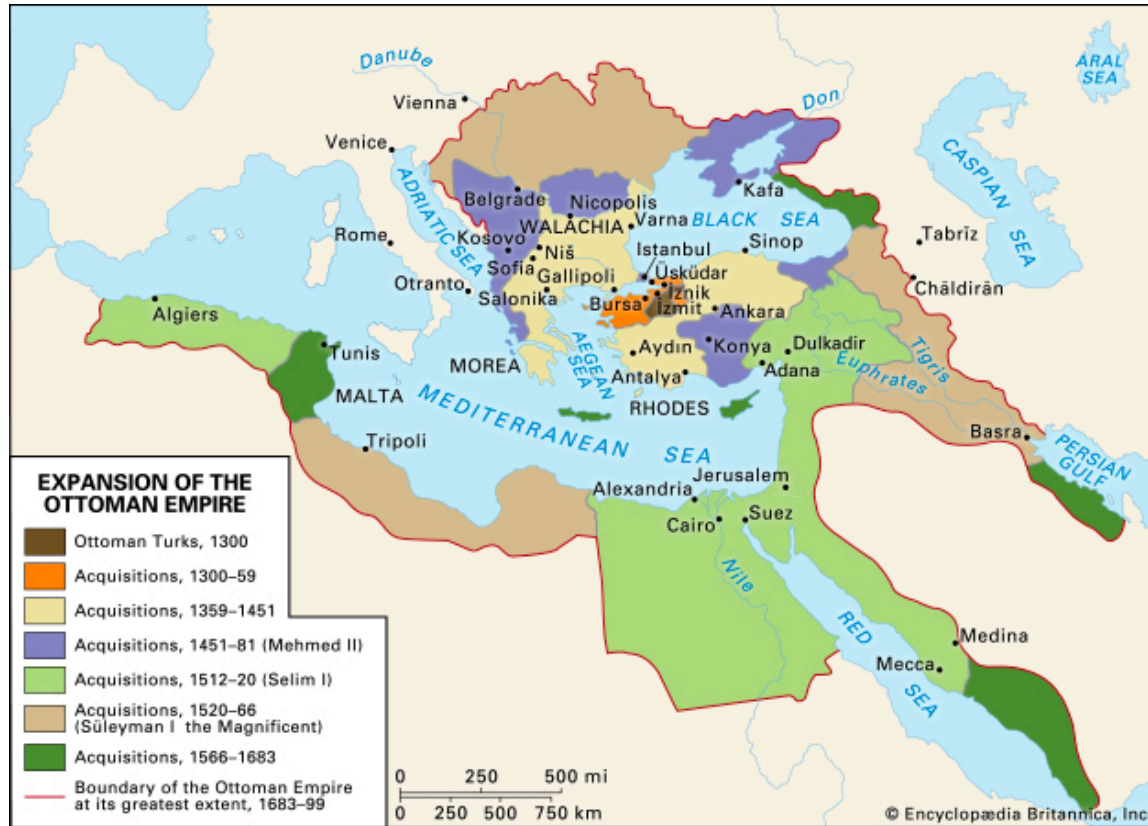 Danube
Vienna
Don
ARAL
SEA
Venice
ADRIATIC SEA
Belgrade
Nicopolis
Kafa
CASPIAN
SEA
WALACHIA
Varna
BLACK SEA
Rome
Kosovo
Niš
Istanbul
Sinop
Tabrīz
Sofia
Gallipoli
Üsküdar
Otranto
Salonika
Bursa
İznik
İzmit
Ankara
Chāldirān
Algiers
Tunis
MOREA
AEGEAN
SEA
Aydın
Konya
Dulkadir
Tigris
Antalya
Adana
Euphrates
MALTA
RHODES
MEDITERRANEAN SEA
Tripoli
Basra
PERSIAN
GULF
Jerusalem
Alexandria
Cairo
Suez
Nile
RED
SEA
Medina
Mecca
EXPANSION OF THE
OTTOMAN EMPIRE
Ottoman Turks, 1300
Acquisitions, 1300–59
Acquisitions, 1359–1451
Acquisitions, 1451–81 (Mehmed II)
Acquisitions, 1512–20 (Selim I)
Acquisitions, 1520–66
(Süleyman I the Magnificent)
Acquisitions, 1566–1683
Boundary of the Ottoman Empire
at its greatest extent, 1683–99
0 250 500 mi
0 250 500 750 km
© Encyclopædia Britannica, Inc